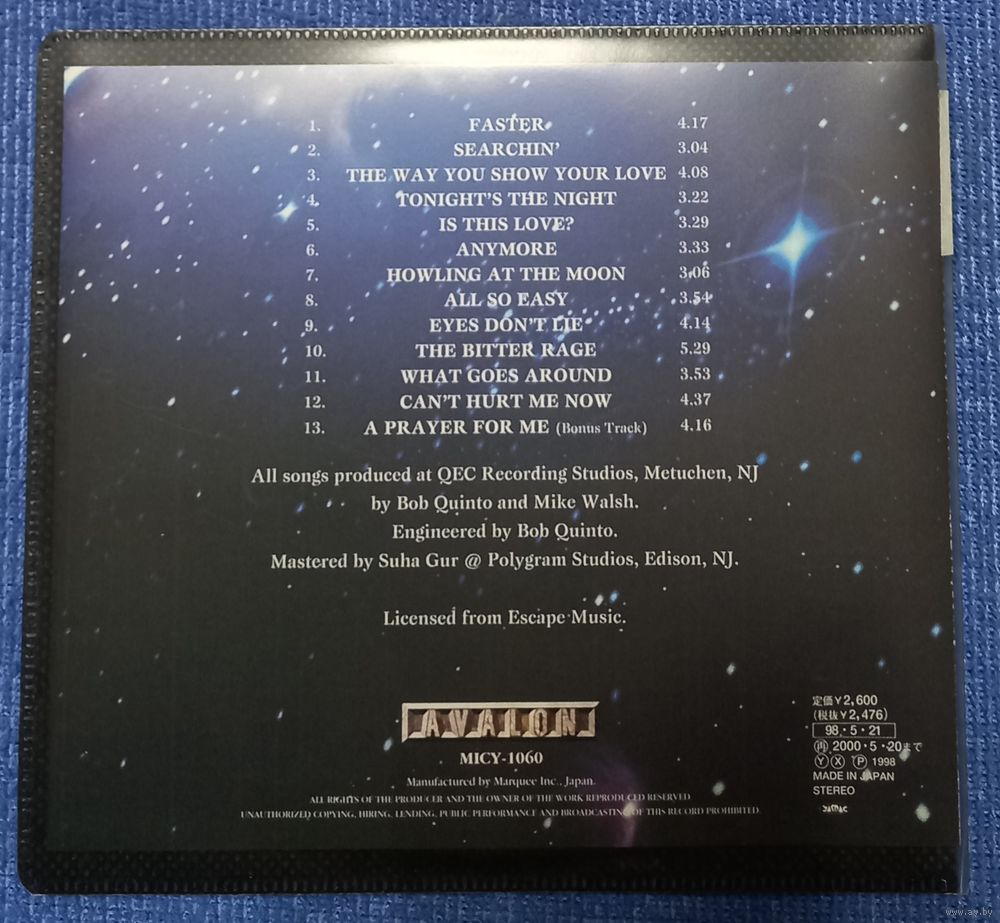 1. FASTER 4.17
2. SEARCHIN' 3.04
3. THE WAY YOU SHOW YOUR LOVE 4.08
4. TONIGHT'S THE NIGHT 3.22
5. IS THIS LOVE? 3.29
6. ANYMORE 3.33
7. HOWLING AT THE MOON 3.06
8. ALL SO EASY 3.54
9. EYES DON'T LIE 4.14
10. THE BITTER RAGE 5.29
11. WHAT GOES AROUND 3.53
12. CAN'T HURT ME NOW 4.37
13. A PRAYER FOR ME (Bonus Track) 4.16
All songs produced at QEC Recording Studios, Metuchen, NJ
by Bob Quinto and Mike Walsh.
Engineered by Bob Quinto.
Mastered by Suha Gur @ Polygram Studios, Edison, NJ.
Licensed from Escape Music.
AVALON
MICY-1060
Manufactured by Marquee Inc., Japan.
ALL RIGHTS OF THE PRODUCER AND THE OWNER OF THE WORK REPRODUCED RESERVED
UNAUTHORIZED COPYING, HIRING, LENDING, PUBLIC PERFORMANCE AND BROADCASTING OF THIS RECORD PROHIBITED.
定価¥2,600
(税抜¥2,476)
98・5・21
再 2000・5・20まで
Ⓨ Ⓧ Ⓟ 1998
MADE IN JAPAN
STEREO
www.ay.by